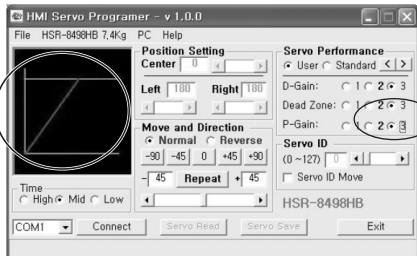 HMI Servo Programer - v 1.0.0
File HSR-8498HB 7,4Kg PC Help
Position Setting
Center 0
Left 180 Right 180
Move and Direction
Normal Reverse
-90 -45 0 +45 +90
- 45 Repeat + 45
Servo Performance
User Standard < >
D-Gain: 1 2 3
Dead Zone: 1 2 3
P-Gain: 1 2 3
Servo ID
(0 ~127) 0
Servo ID Move
HSR-8498HB
Time
High Mid C Low
COM1 Connect Servo Read Servo Save Exit